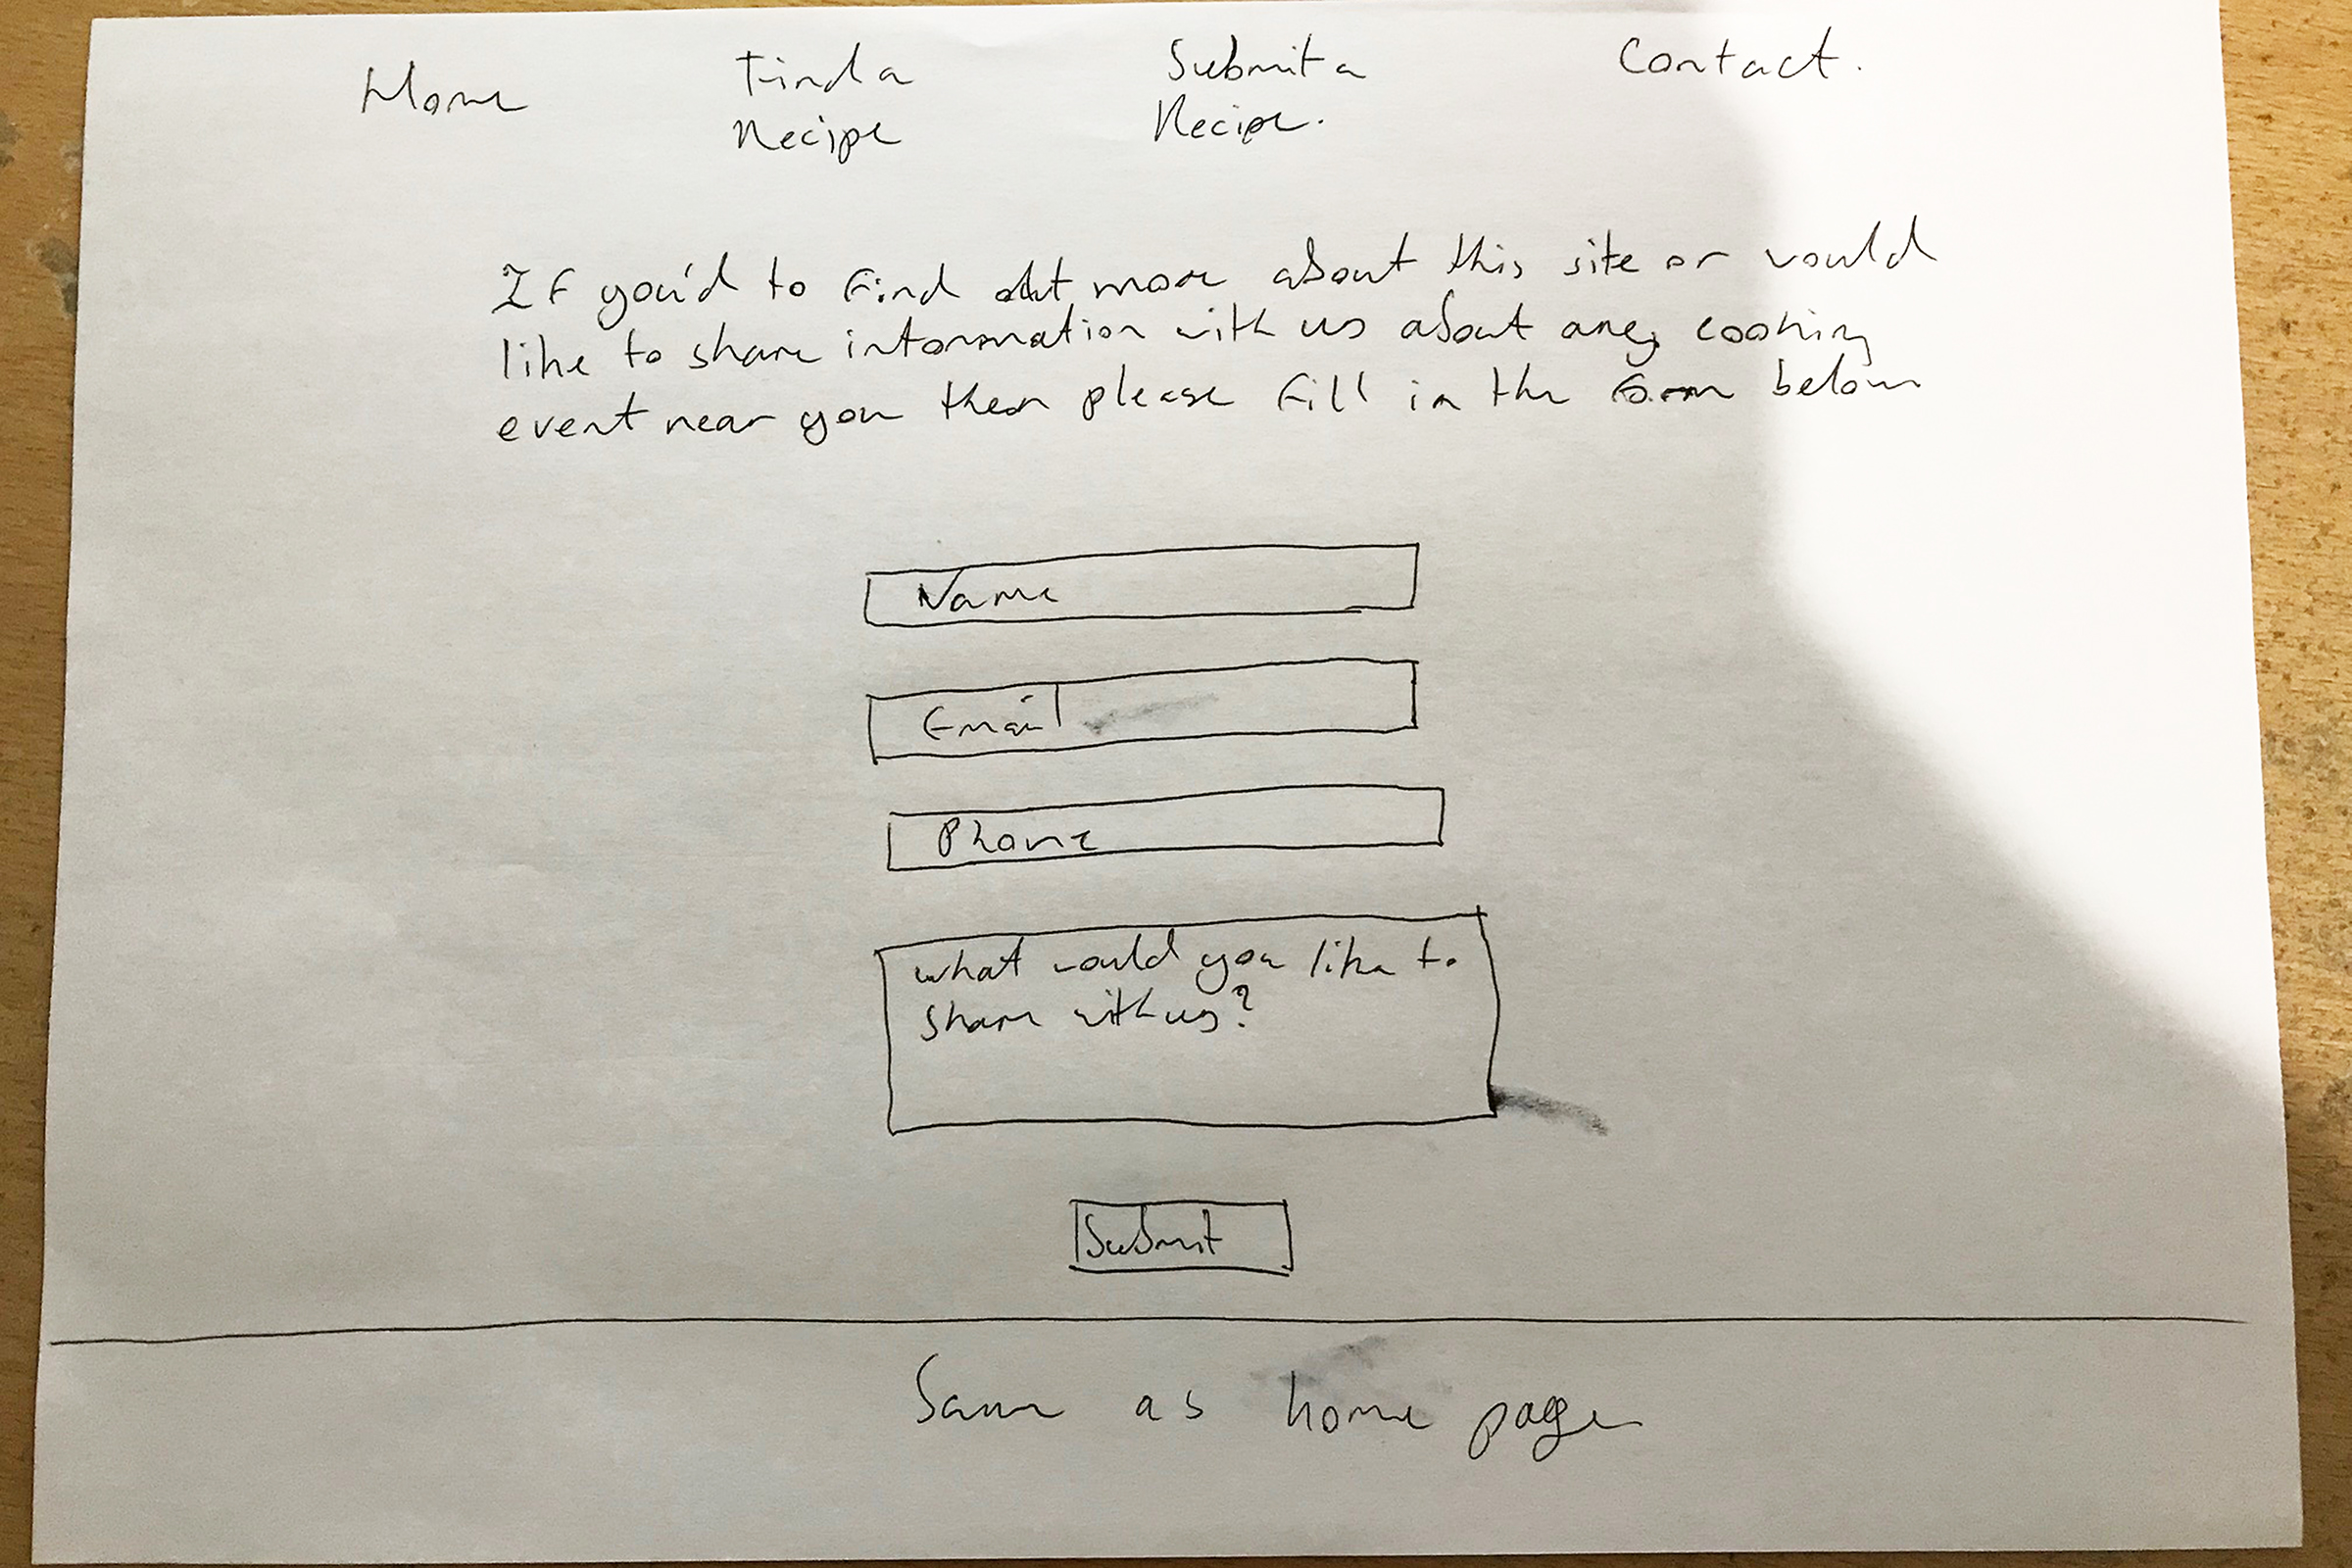 Home
Find a
Recipe
Submit a
Recipe.
Contact.
If you'd to find out more about this site or would
like to share information with us about any cooking
event near you then please fill in the form below
Name
Email
Phone
what would you like to
share with us?
Submit
Same as home page